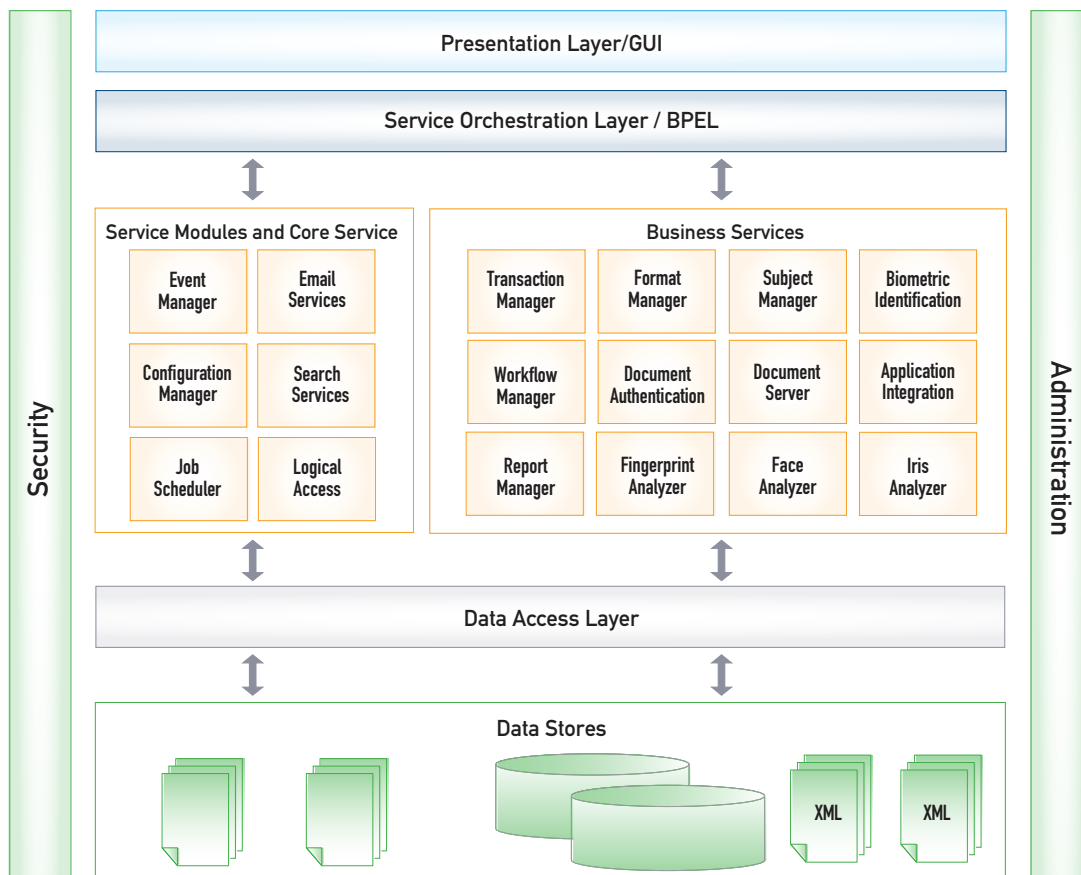 Presentation Layer/GUI
Service Orchestration Layer / BPEL
Security
Administration
Service Modules and Core Service
Event
Manager
Email
Services
Configuration
Manager
Search
Services
Job
Scheduler
Logical
Access
Business Services
Transaction
Manager
Format
Manager
Subject
Manager
Biometric
Identification
Workflow
Manager
Document
Authentication
Document
Server
Application
Integration
Report
Manager
Fingerprint
Analyzer
Face
Analyzer
Iris
Analyzer
Data Access Layer
Data Stores
XML
XML